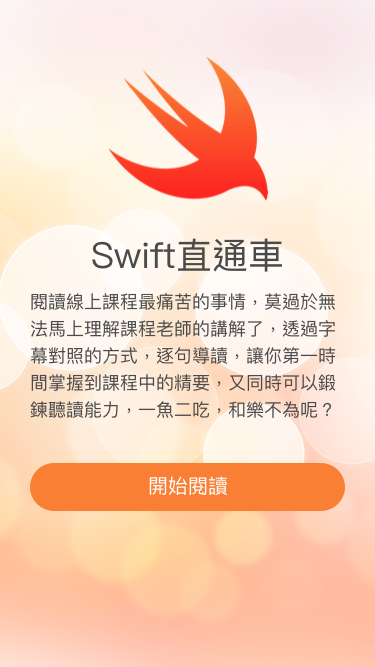 Swift直通車
閱讀線上課程最痛苦的事情，莫過於無
法馬上理解課程老師的講解了，透過字
幕對照的方式，逐句導讀，讓你第一時
間掌握到課程中的精要，又同時可以鍛
鍊聽讀能力，一魚二吃，和樂不為呢？
開始閱讀